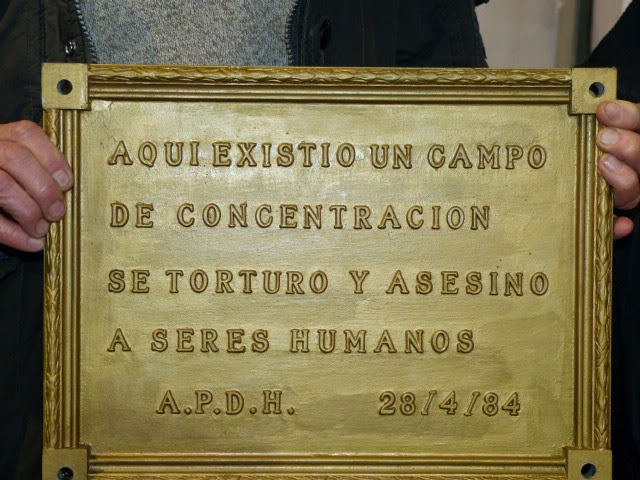 AQUI EXISTIO UN CAMPO
DE CONCENTRACION
SE TORTURO Y ASESINO
A SERES HUMANOS
A.P.D.H. 28/4/84